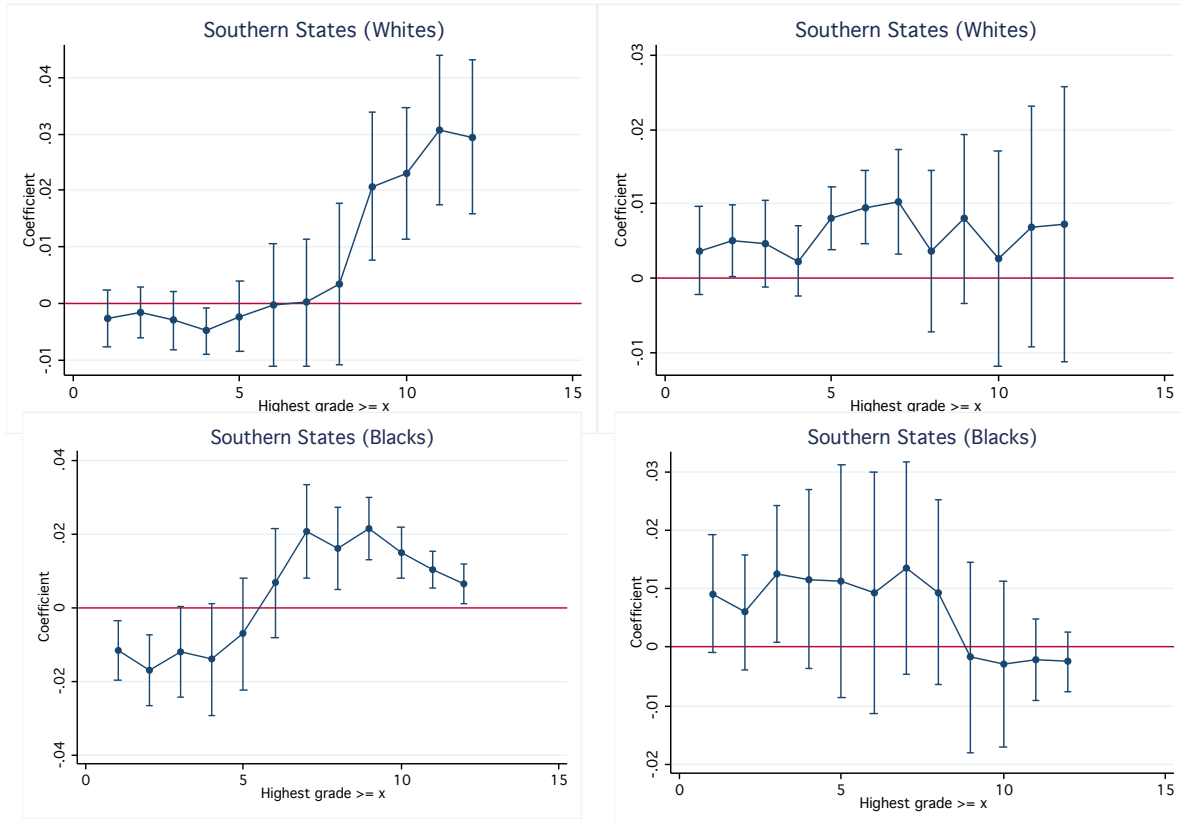 Southern States (Whites)
Coefficient
.04
.03
.02
.01
0
-.01
0 5 10 15
Highest grade >= x
Southern States (Whites)
Coefficient
.03
.02
.01
0
-.01
0 5 10 15
Highest grade >= x
Southern States (Blacks)
Coefficient
.04
.02
0
-.02
-.04
0 5 10 15
Highest grade >= x
Southern States (Blacks)
Coefficient
.03
.02
.01
0
-.01
-.02
0 5 10 15
Highest grade >= x